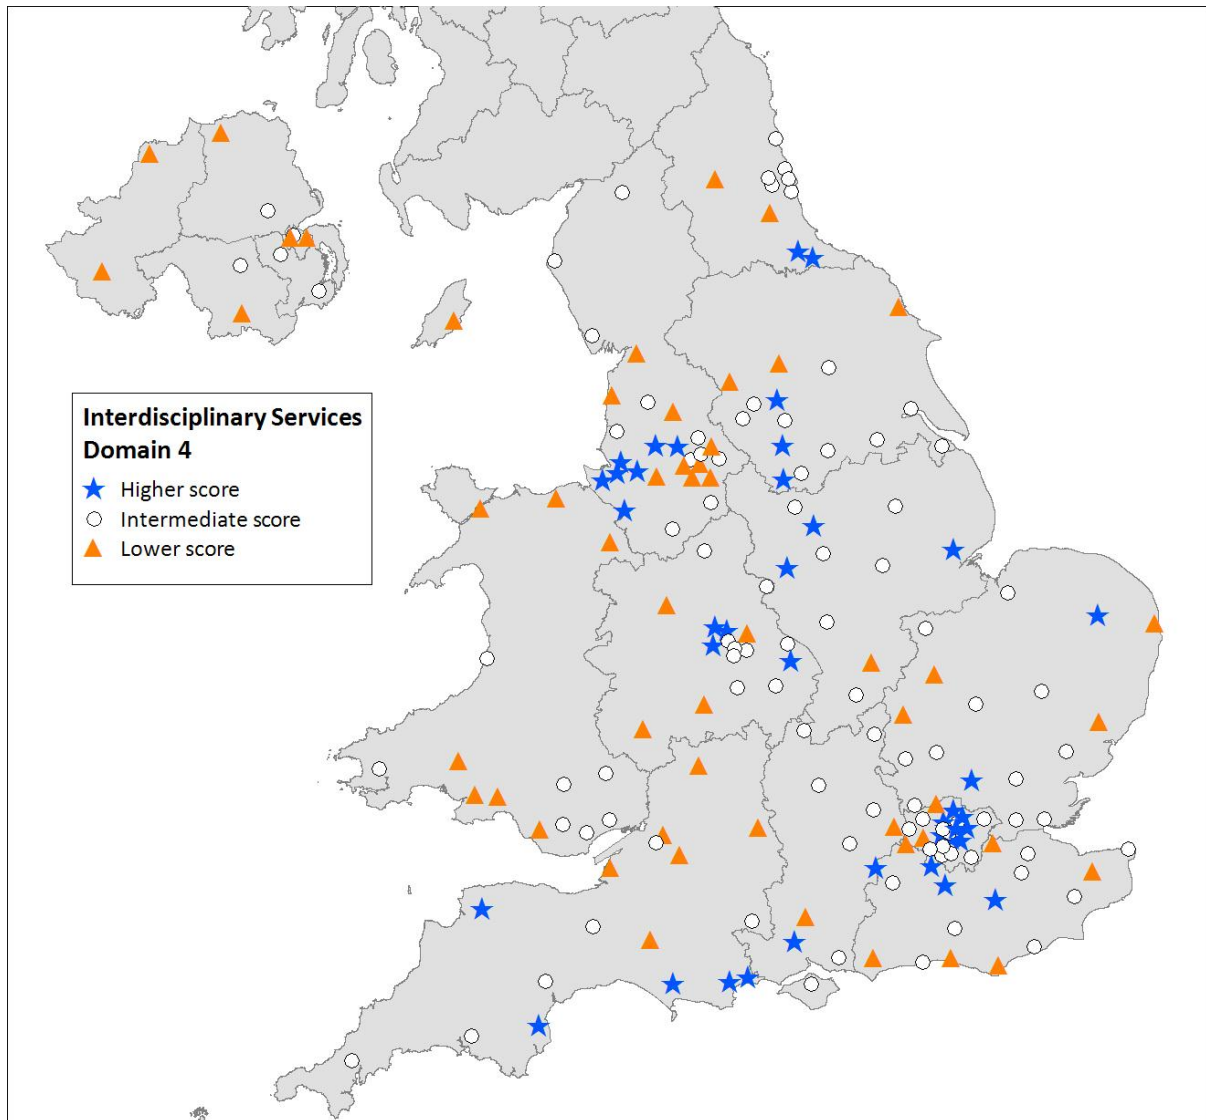 Interdisciplinary Services
Domain 4
Higher score
Intermediate score
Lower score